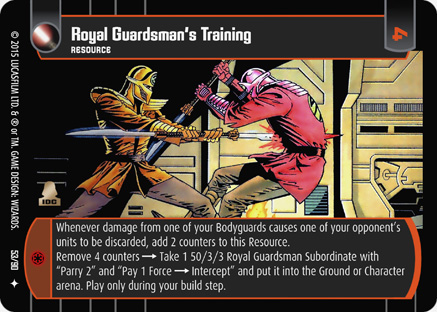 Royal Guardsman's Training
RESOURCE
4
© 2015 LUCASFILM LTD. & ® OR TM. GAME DESIGN: WIZARDS.
53/90
100
Whenever damage from one of your Bodyguards causes one of your opponent's
units to be discarded, add 2 counters to this Resource.
Remove 4 counters → Take 1 50/3/3 Royal Guardsman Subordinate with
"Parry 2" and "Pay 1 Force → Intercept" and put it into the Ground or Character
arena. Play only during your build step.